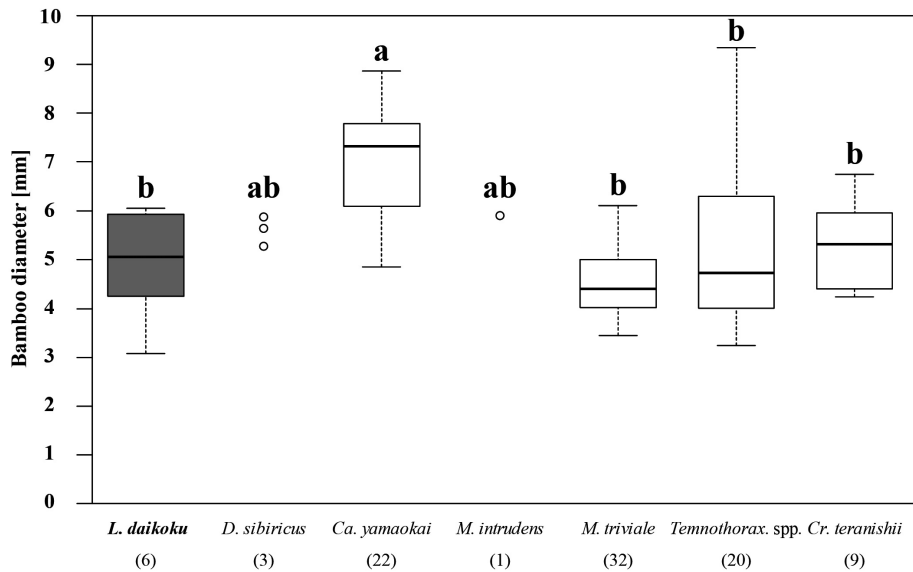 10
9
8
7
6
5
4
3
2
1
0
Bamboo diameter [mm]
b
ab
a
ab
b
b
b
L. daikoku
D. sibiricus
Ca. yamaokai
M. intrudens
M. triviale
Temnothorax. spp.
Cr. teranishii
(6)
(3)
(22)
(1)
(32)
(20)
(9)